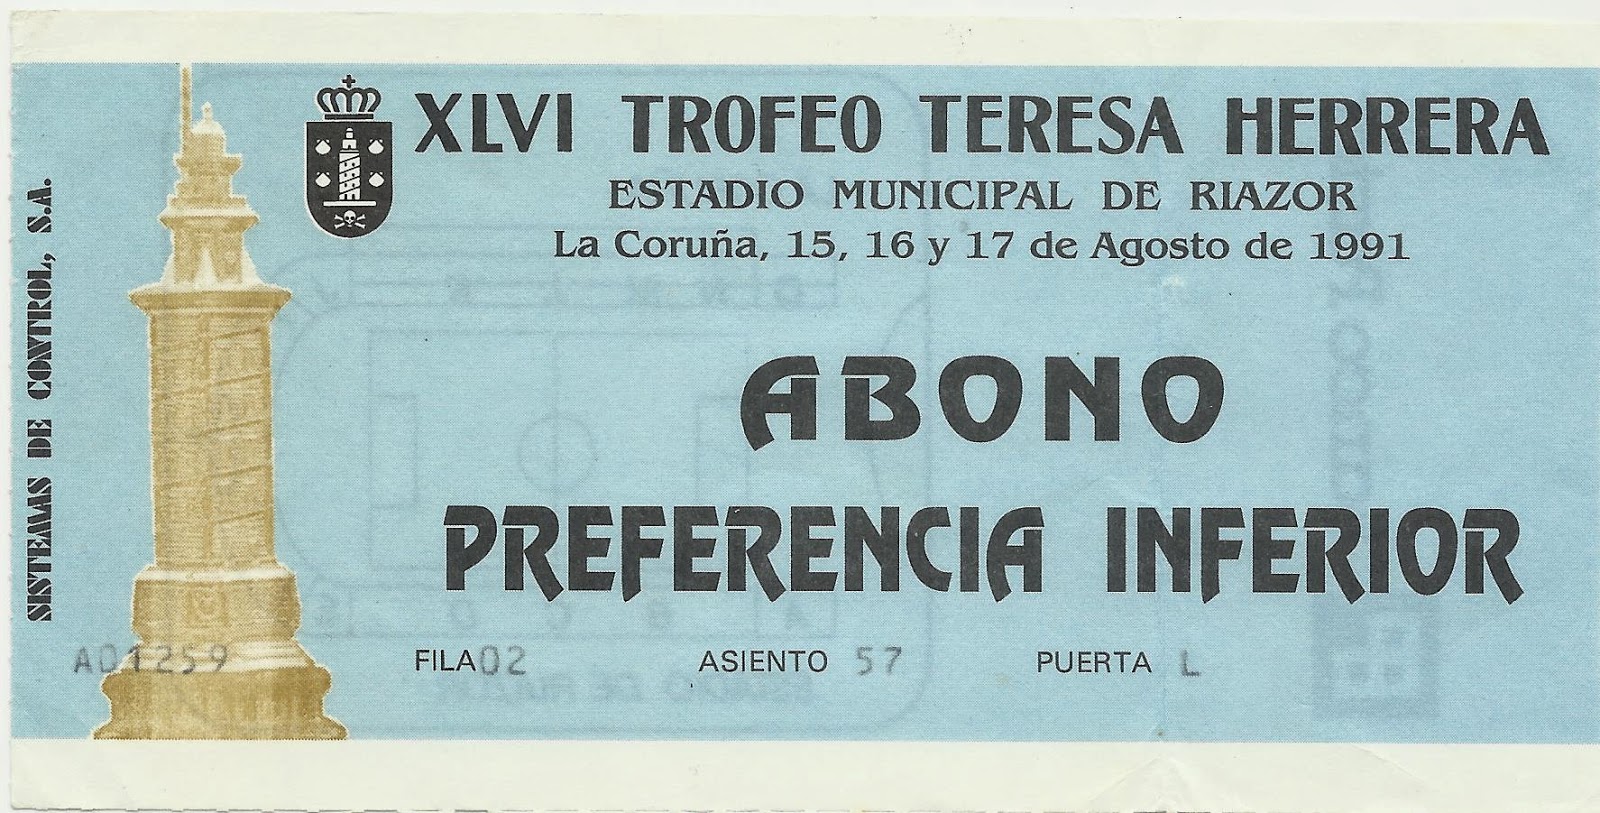 XLVI TROFEO TERESA HERRERA
ESTADIO MUNICIPAL DE RIAZOR
La Coruña, 15, 16 y 17 de Agosto de 1991
ABONO
PREFERENCIA INFERIOR
A01259 FILA 02 ASIENTO 57 PUERTA L
SISTEMAS DE CONTROL, S.A.